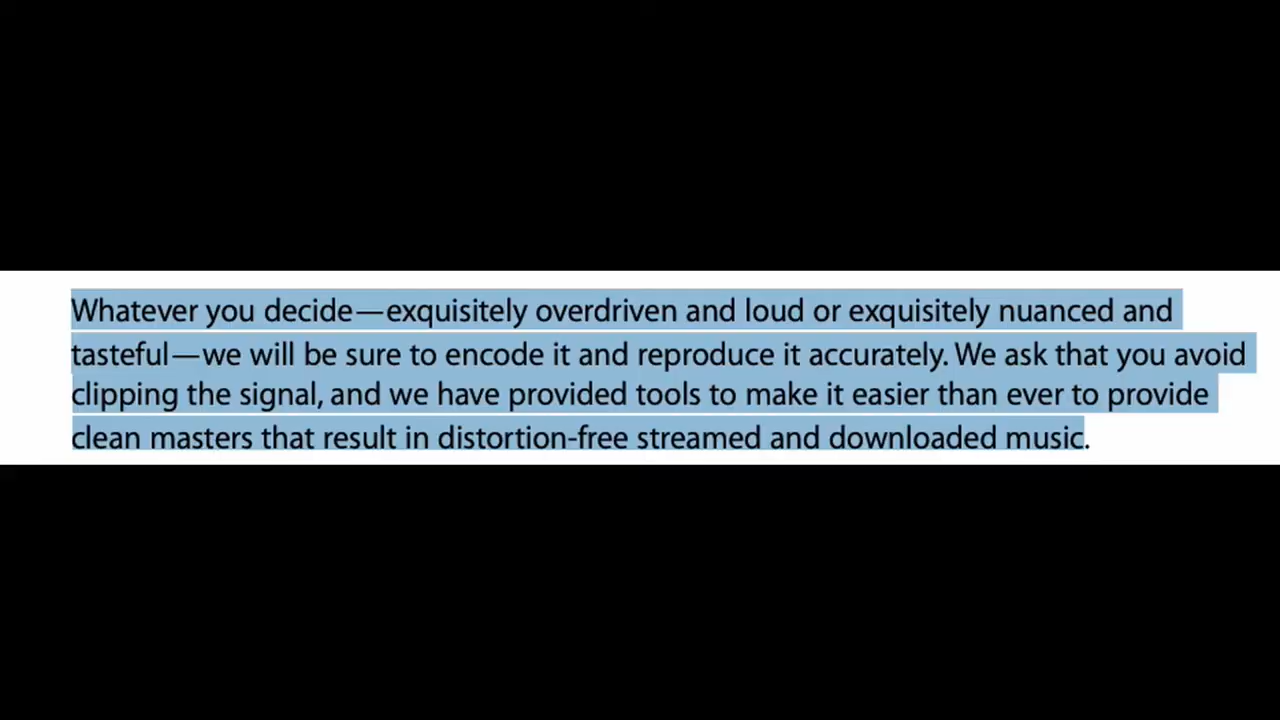 Whatever you decide—exquisitely overdriven and loud or exquisitely nuanced and
tasteful—we will be sure to encode it and reproduce it accurately. We ask that you avoid
clipping the signal, and we have provided tools to make it easier than ever to provide
clean masters that result in distortion-free streamed and downloaded music.